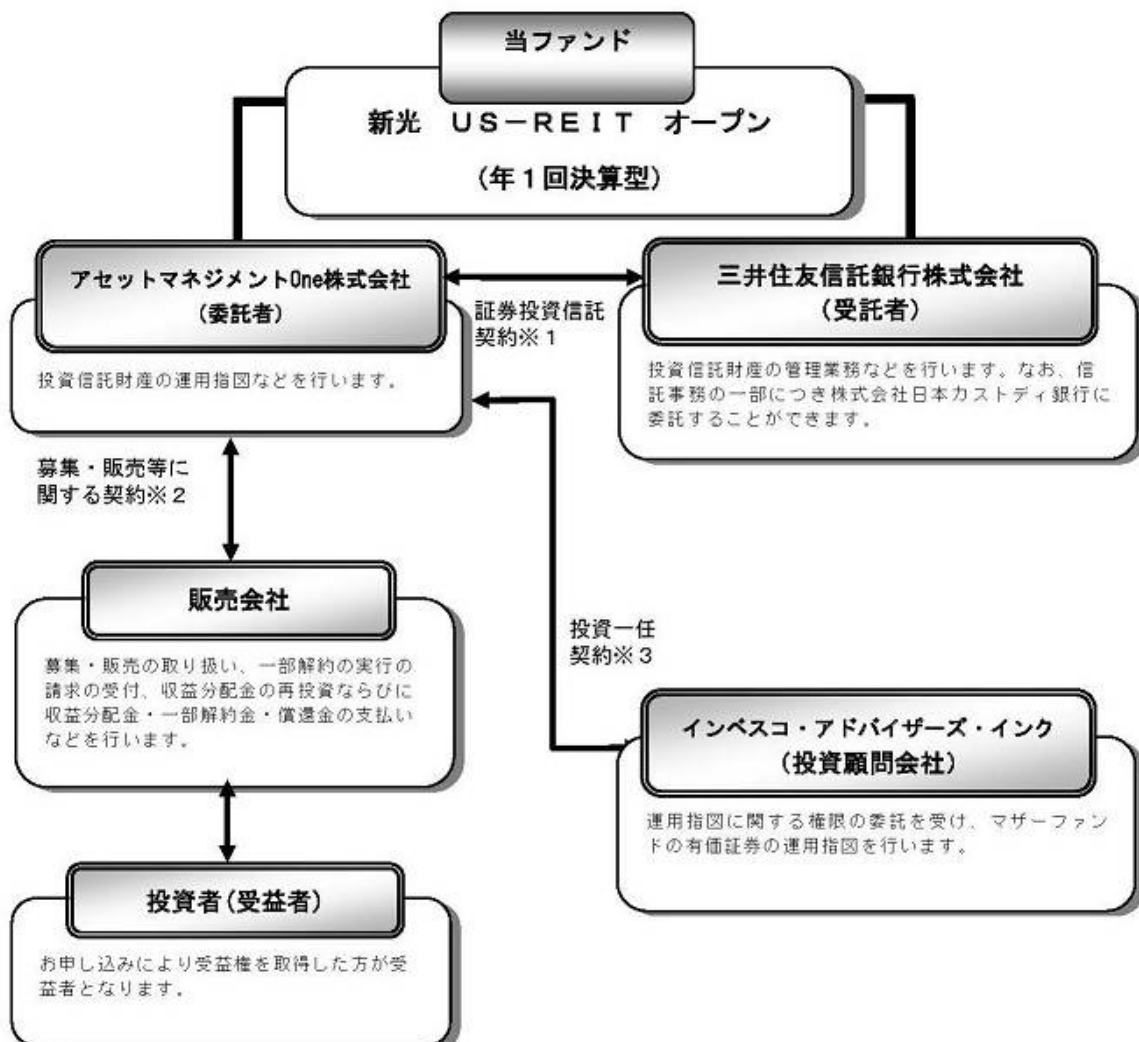 当ファンド
新光 US-REIT オープン
(年1回決算型)
アセットマネジメントOne株式会社
(委託者)
投資信託財産の運用指図などを行います。
証券投資信託
契約※1
三井住友信託銀行株式会社
(受託者)
投資信託財産の管理業務などを行います。なお、信
託事務の一部につき株式会社日本カストディ銀行に
委託することができます。
募集・販売等に
関する契約※2
販売会社
募集・販売の取り扱い、一部解約の実行の
請求の受付、収益分配金の再投資ならびに
収益分配金・一部解約金・償還金の支払い
などを行います。
投資一任
契約※3
インベスコ・アドバイザーズ・インク
(投資顧問会社)
運用指図に関する権限の委託を受け、マザーファン
ドの有価証券の運用指図を行います。
投資者(受益者)
お申し込みにより受益権を取得した方が受
益者となります。